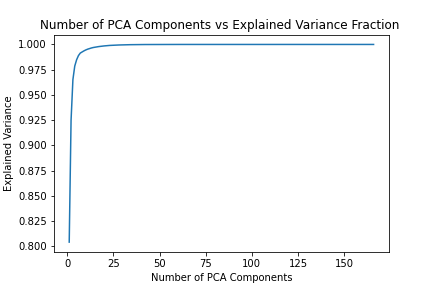 Number of PCA Components vs Explained Variance Fraction
1.000
0.975
0.950
0.925
0.900
0.875
0.850
0.825
0.800
Explained Variance
0 25 50 75 100 125 150
Number of PCA Components